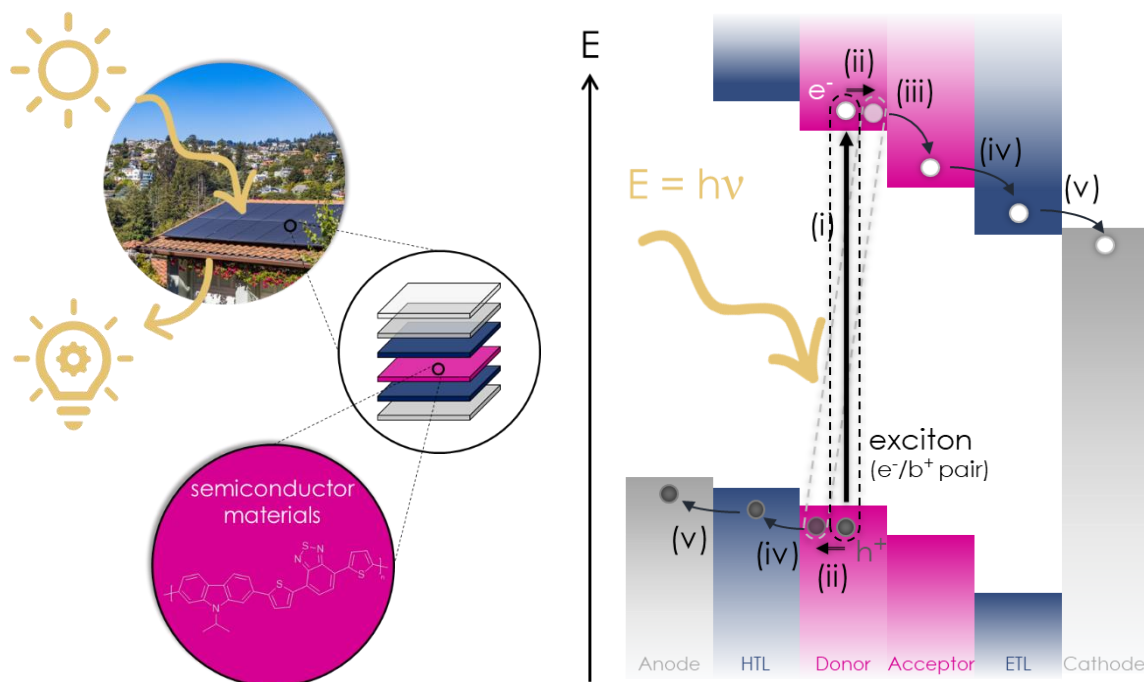 E
(ii)
e⁻
(iii)
(iv)
E = hν
(v)
(i)
exciton
(e⁻/b⁺ pair)
semiconductor
materials
(v)
(iv)
h⁺
(ii)
S
N
N
S
S
N
n
Anode
HTL
Donor
Acceptor
ETL
Cathode